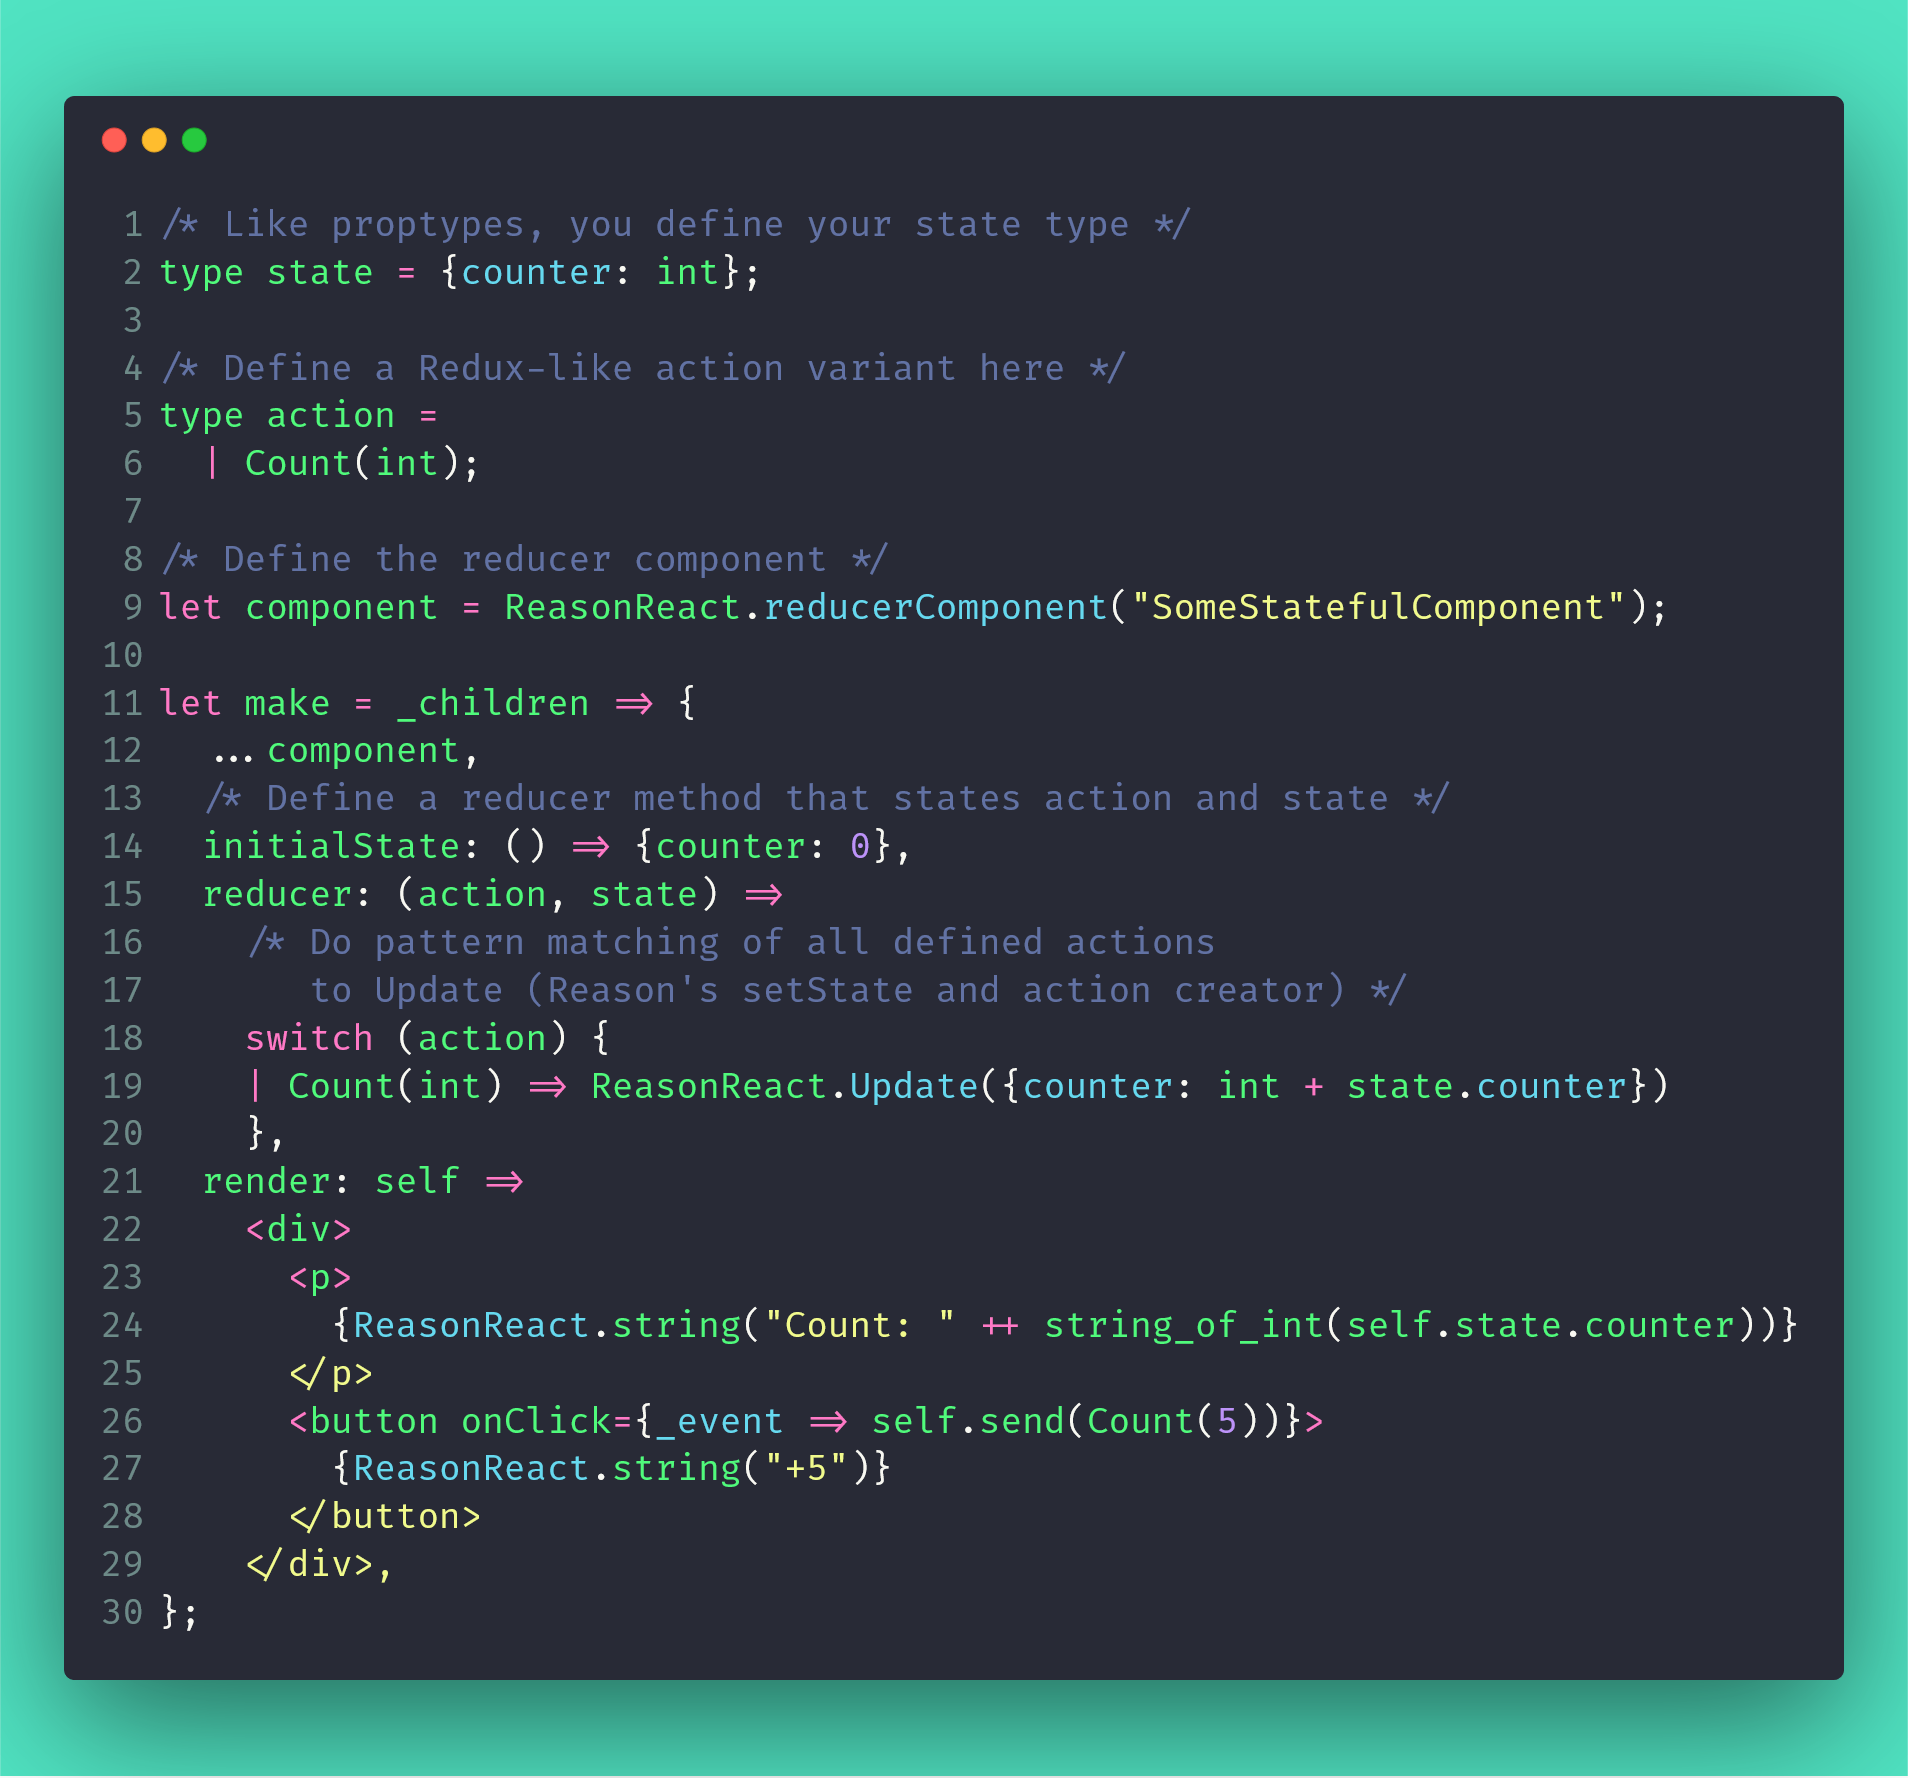 1 /* Like proptypes, you define your state type */
2 type state = {counter: int};
3
4 /* Define a Redux-like action variant here */
5 type action =
6   | Count(int);
7
8 /* Define the reducer component */
9 let component = ReasonReact.reducerComponent("SomeStatefulComponent");
10
11 let make = _children => {
12   ...component,
13   /* Define a reducer method that states action and state */
14   initialState: () => {counter: 0},
15   reducer: (action, state) =>
16     /* Do pattern matching of all defined actions
17        to Update (Reason's setState and action creator) */
18     switch (action) {
19     | Count(int) => ReasonReact.Update({counter: int + state.counter})
20     },
21   render: self =>
22     <div>
23       <p>
24         {ReasonReact.string("Count: " ++ string_of_int(self.state.counter))}
25       </p>
26       <button onClick={_event => self.send(Count(5))}>
27         {ReasonReact.string("+5")}
28       </button>
29     </div>,
30 };